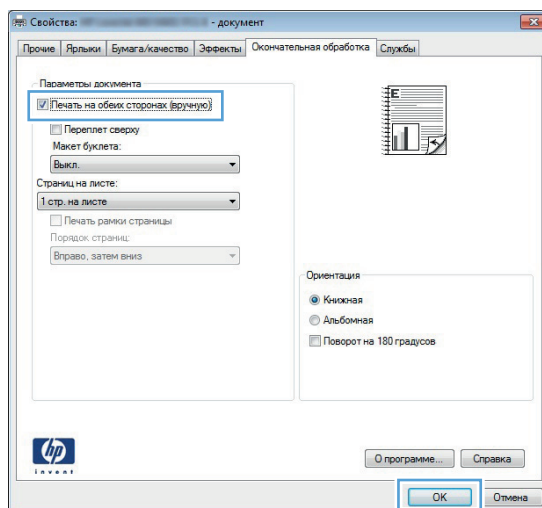 Свойства: - документ
Прочие Ярлыки Бумага/качество Эффекты Окончательная обработка Службы
Параметры документа
Печать на обеих сторонах (вручную)
Переплет сверху
Макет буклета:
Выкл.
Страниц на листе:
1 стр. на листе
Печать рамки страницы
Порядок страниц:
Вправо, затем вниз
E
Ориентация
Книжная
Альбомная
Поворот на 180 градусов
hp
invent
О программе... Справка
OK Отмена